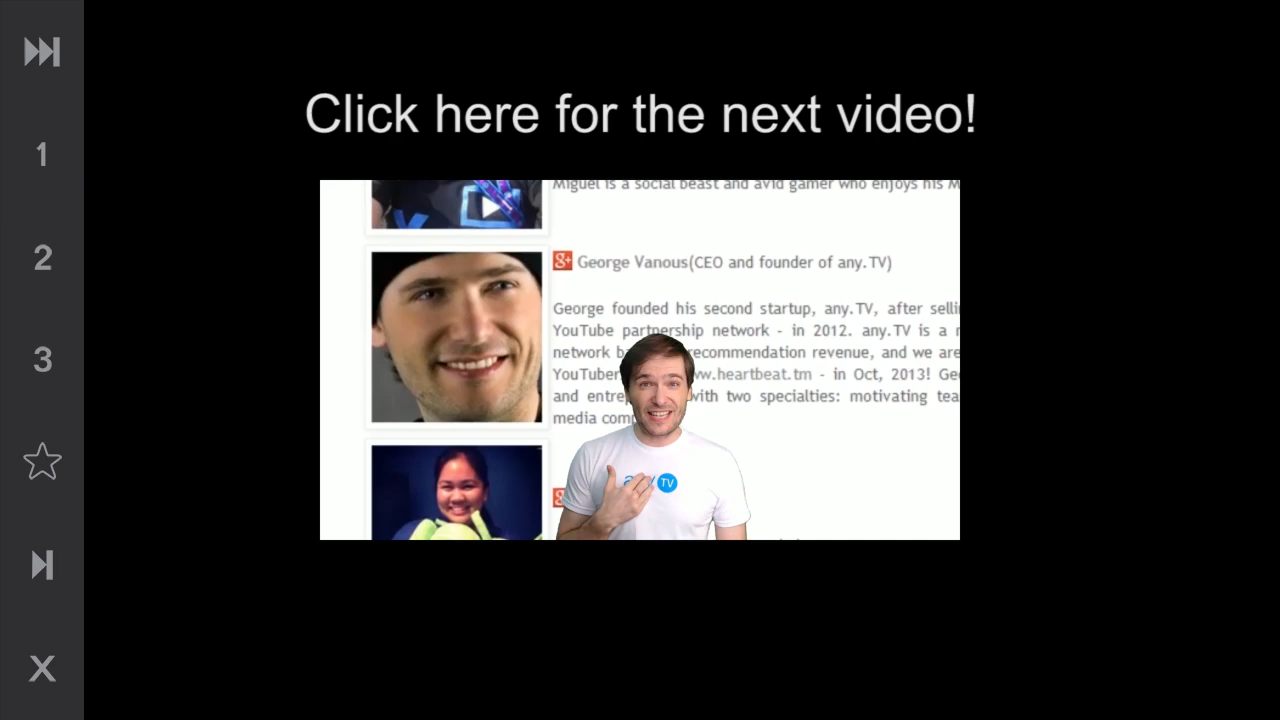 Click here for the next video!
1
2
3
X
Miguel is a social beast and avid gamer who enjoys his M
g+ George Vanous(CEO and founder of any.TV)
George founded his second startup, any.TV, after selli
YouTube partnership network - in 2012. any.TV is a
network recommendation revenue, and we are
YouTuber www.heartbeat.tm - in Oct, 2013! Ge
and with two specialties: motivating tea
media
any TV